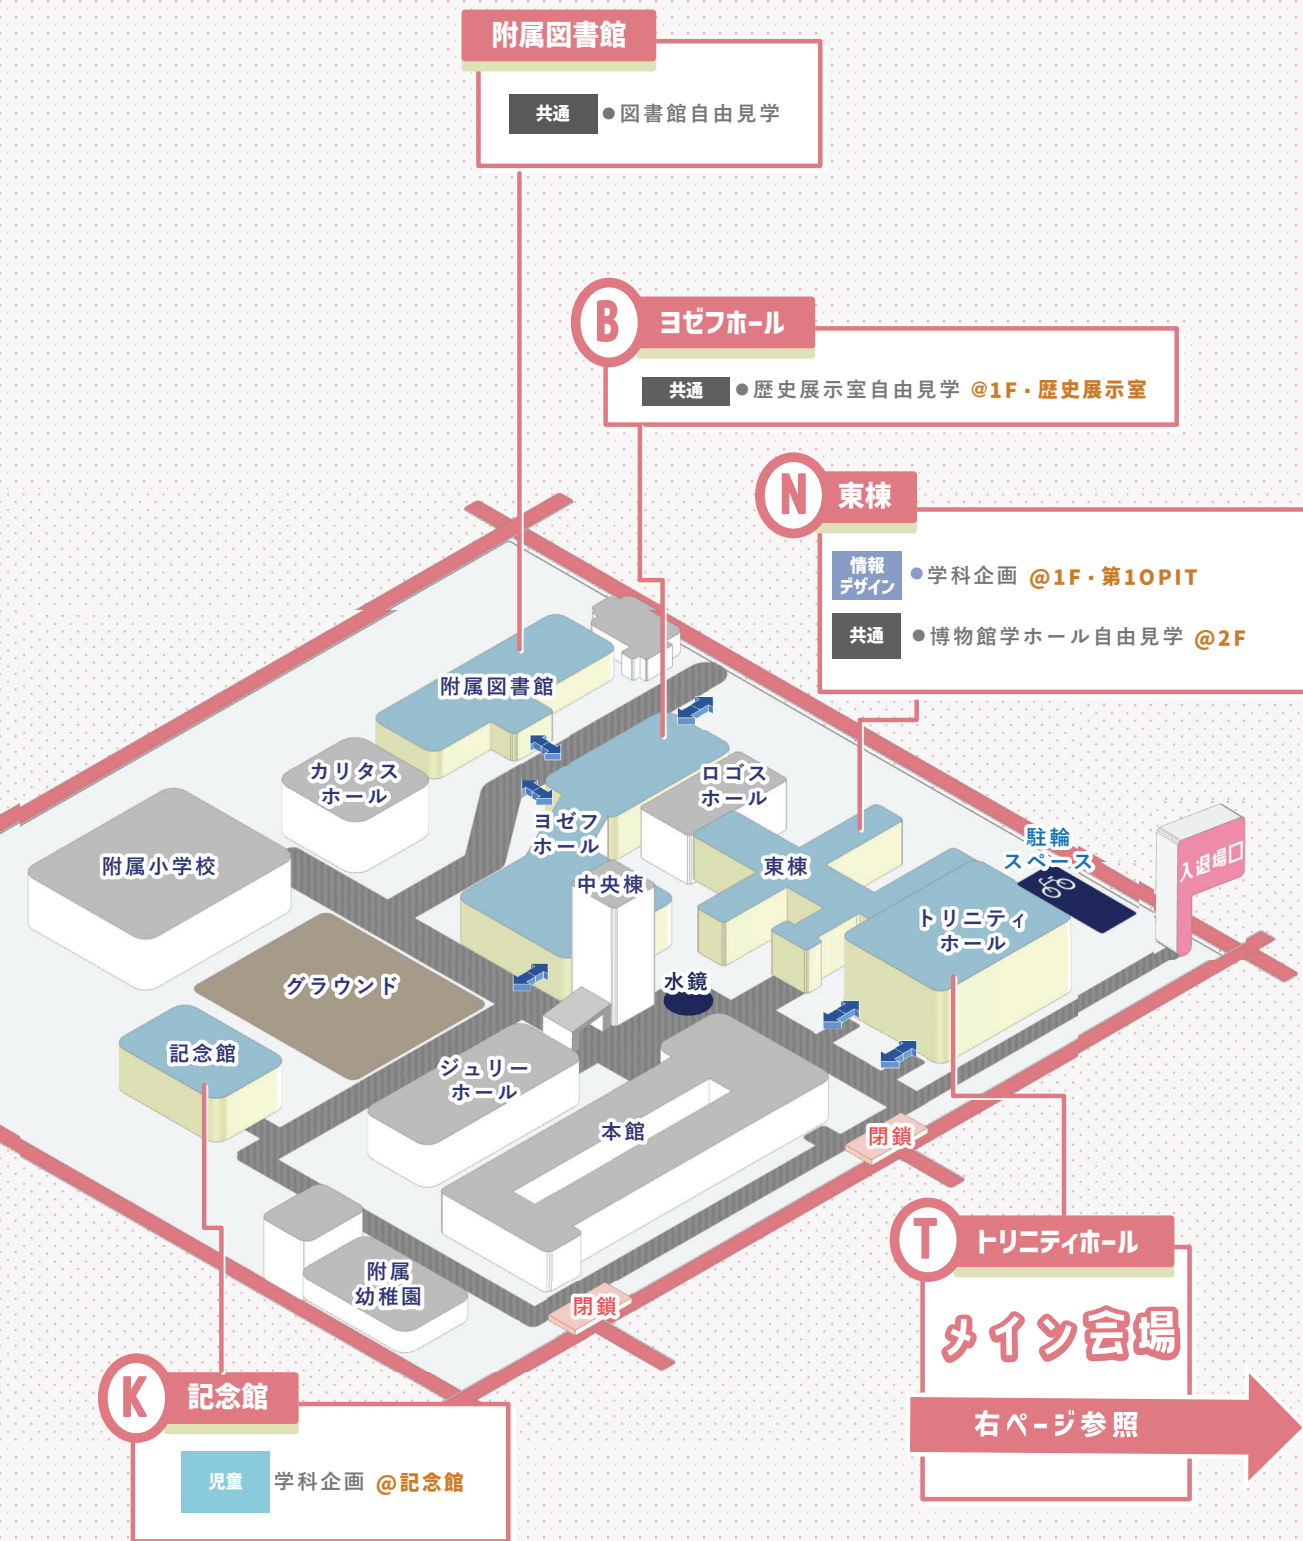 附属図書館
共通 ●図書館自由見学
B ヨゼフホール
共通 ●歴史展示室自由見学 @1F・歴史展示室
N 東棟
情報
デザイン
●学科企画 @1F・第1OPIT
共通 ●博物館学ホール自由見学 @2F
附属図書館
カリタス
ホール
ロゴス
ホール
ヨゼフ
ホール
附属小学校
中央棟
東棟
駐輪
スペース
入退場口
トリニティ
ホール
グラウンド
水鏡
記念館
ジュリー
ホール
本館
閉鎖
附属
幼稚園
閉鎖
T トリニティホール
メイン会場
右ページ参照
K 記念館
児童 学科企画 @記念館